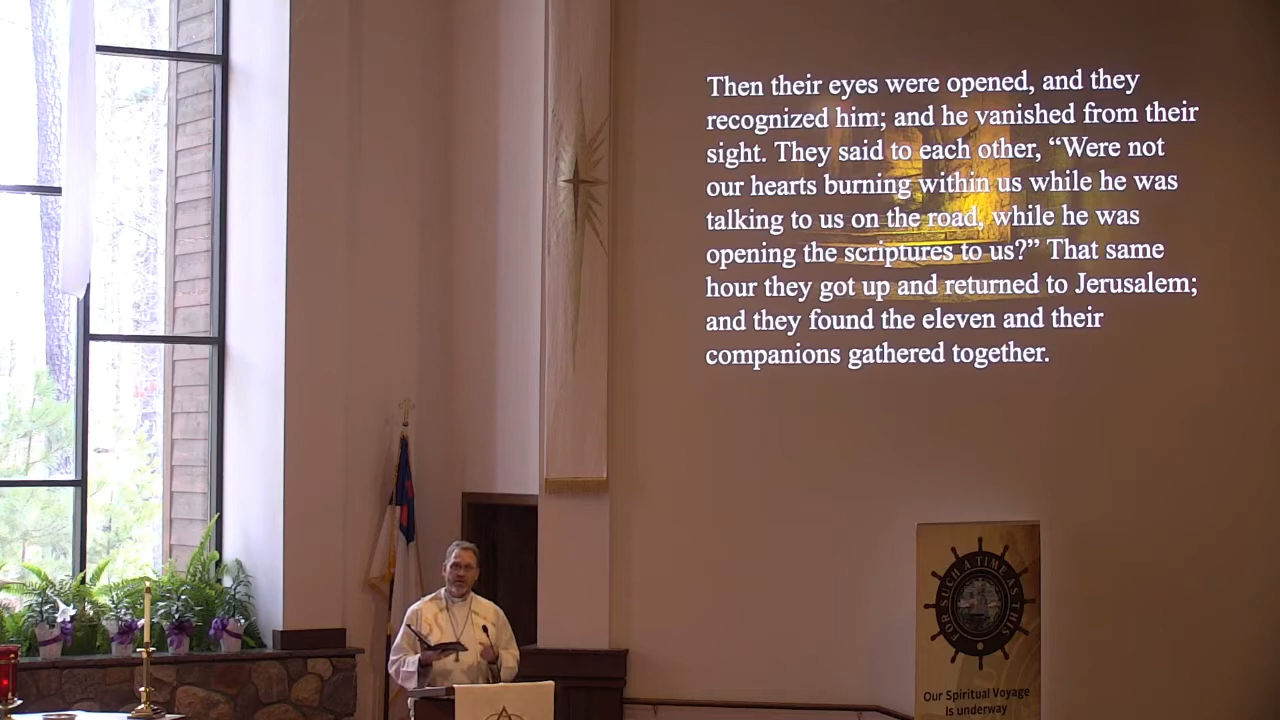 Then their eyes were opened, and they
recognized him; and he vanished from their
sight. They said to each other, “Were not
our hearts burning within us while he was
talking to us on the road, while he was
opening the scriptures to us?” That same
hour they got up and returned to Jerusalem;
and they found the eleven and their
companions gathered together.
FOR SUCH A TIME AS THIS
Our Spiritual Voyage
Is underway